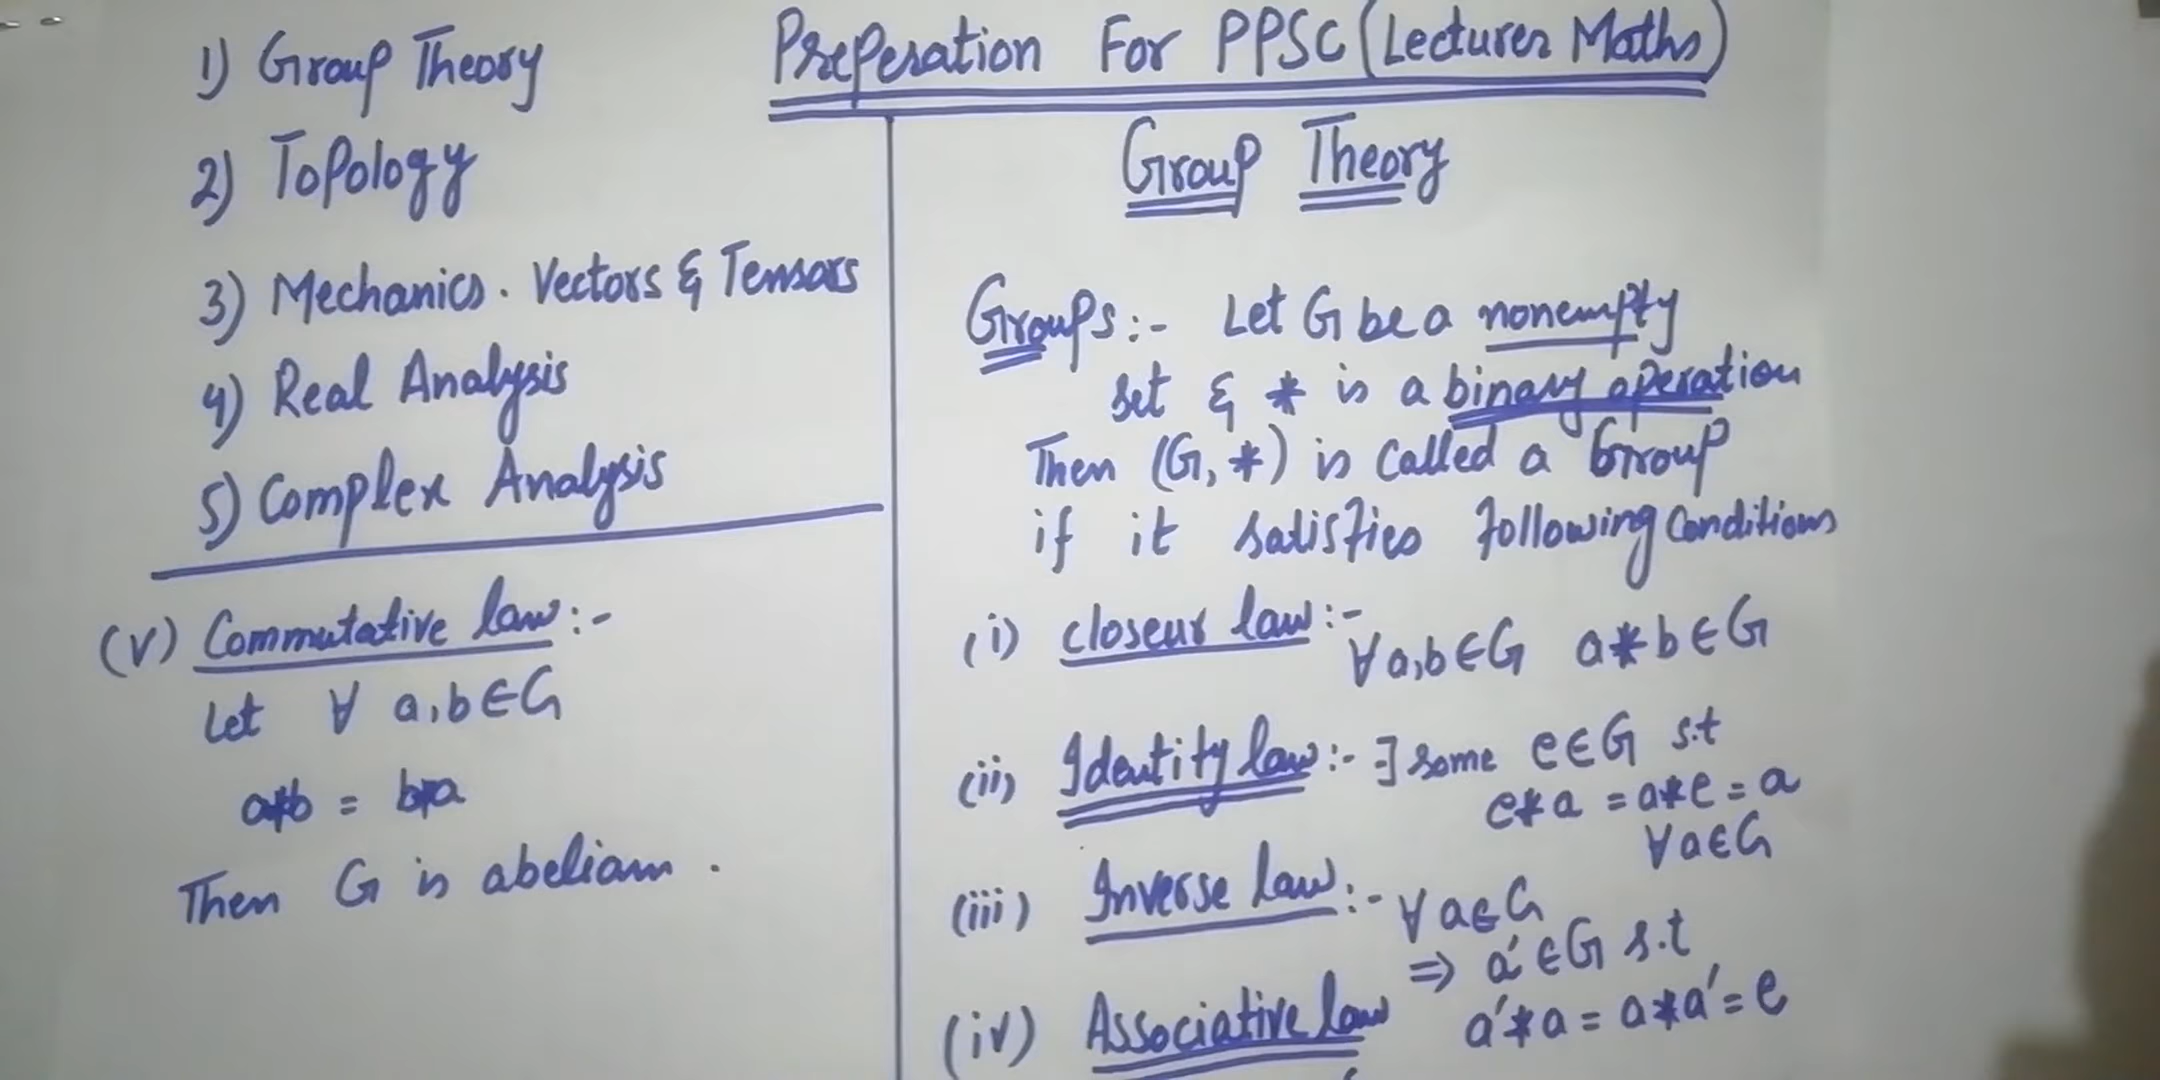 Preperation For PPSC (Lecturer Maths)
1) Group Theory
2) Topology
3) Mechanics. Vectors & Tensors
4) Real Analysis
5) Complex Analysis
(v) Commutative law:-
Let ∀ a,b∈G
a*b = b*a
Then G is abeliam.
Group Theory
Groups:- Let G be a nonempty
set & * is a binary operation
Then (G, *) is called a Group
if it satisfies following conditions
(i) closeur law:- ∀ a,b∈G a*b∈G
(ii) Identity law:- ∃ some e∈G s.t
e*a = a*e = a
∀a∈G
(iii) Inverse law:- ∀ a∈G
⇒ a'∈G s.t
a'*a = a*a' = e
(iv) Associative law